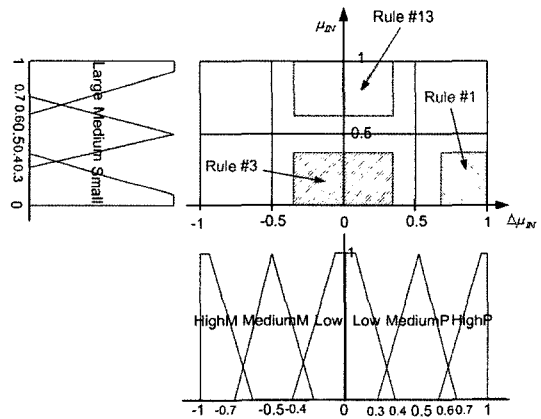 μIN
Rule #13
1
1
Rule #1
0.7
0.6
0.5
0.4
0.3
Large Medium Small
0.5
Rule #3
0
-1
-0.5
0
0.5
1
ΔμIN
1
HighM
MediumM
Low
Low
MediumP
HighP
-1
-0.7
-0.5
-0.4
0
0.3
0.4
0.5
0.6
0.7
1